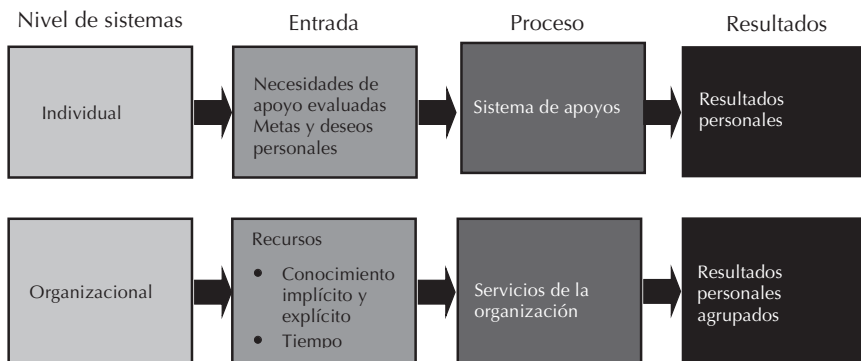 Nivel de sistemas
Entrada
Proceso
Resultados
Individual
Necesidades de
apoyo evaluadas
Metas y deseos
personales
Sistema de apoyos
Resultados
personales
Organizacional
Recursos
• Conocimiento
implícito y
explícito
• Tiempo
Servicios de la
organización
Resultados
personales
agrupados